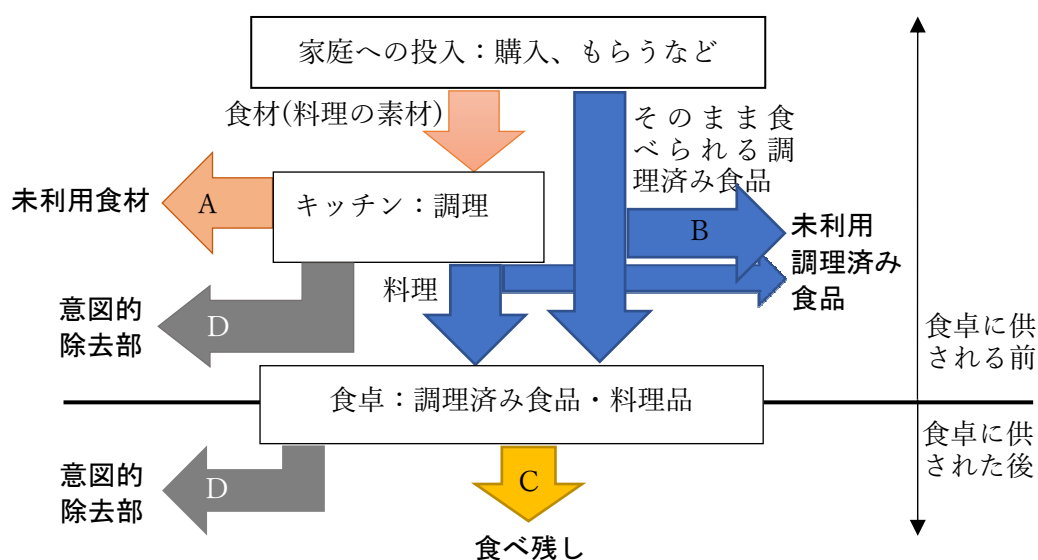 家庭への投入：購入、もらうなど
食材(料理の素材)
そのまま食
べられる調
理済み食品
未利用食材
A
キッチン：調理
B
未利用
調理済み
食品
料理
意図的
除去部
D
食卓に供
される前
食卓：調理済み食品・料理品
食卓に供
された後
意図的
除去部
D
C
食べ残し